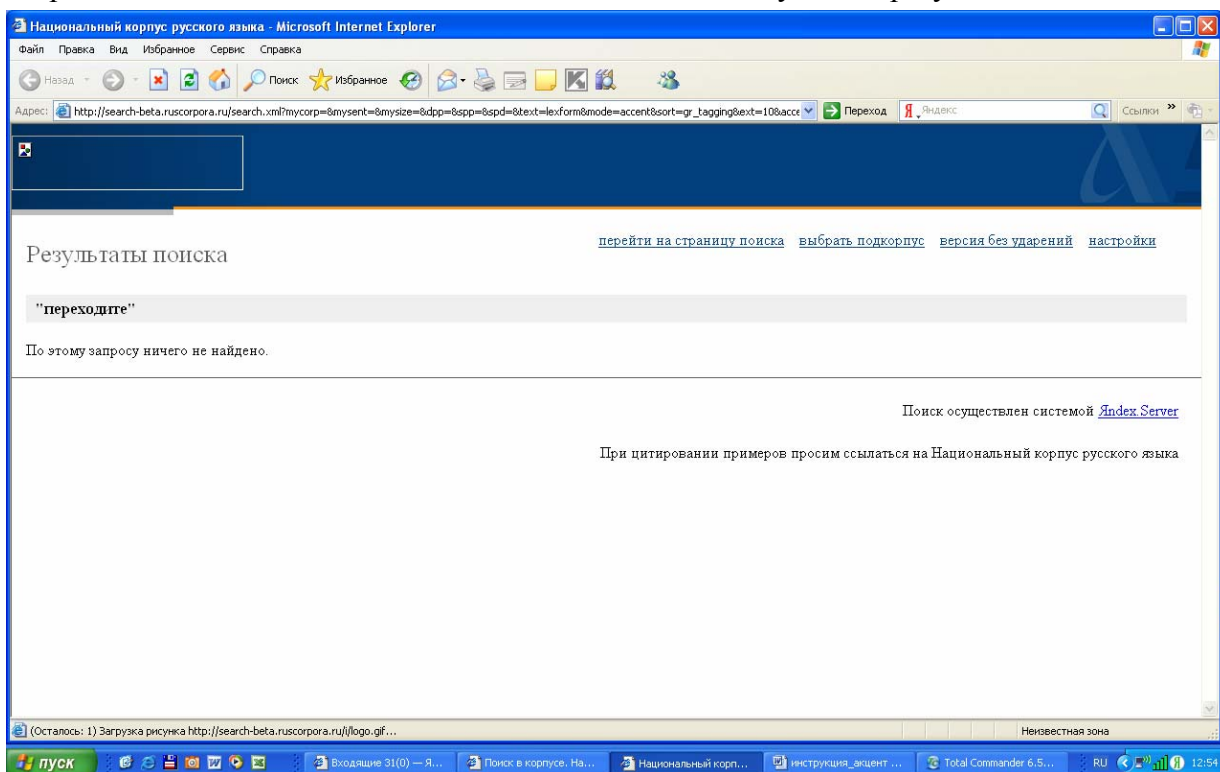 Национальный корпус русского языка - Microsoft Internet Explorer
Файл Правка Вид Избранное Сервис Справка
Назад Поиск Избранное
Адрес: http://search-beta.ruscorpora.ru/search.xml?mycorp=&mysent=&mysize=&dpp=&spp=&spd=&text=lexform&mode=accent&sort=gr_tagging&ext=10&acce Переход Яндекс Ссылки »
Результаты поиска
перейти на страницу поиска выбрать подкорпус версия без ударений настройки
"переходите"
По этому запросу ничего не найдено.
Поиск осуществлен системой Яndex.Server
При цитировании примеров просим ссылаться на Национальный корпус русского языка
(Осталось: 1) Загрузка рисунка http://search-beta.ruscorpora.ru/i/logo.gif... Неизвестная зона
пуск Входящие 31(0) — Я... Поиск в корпусе. На... Национальный корп... инструкция_акцент ... Total Commander 6.5... RU 12:54